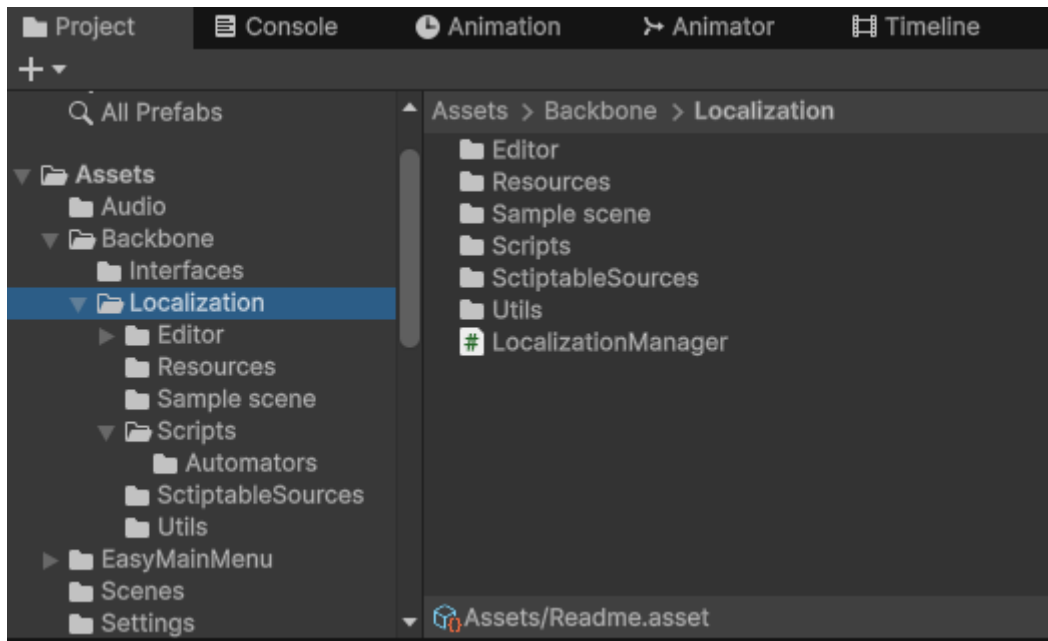 Project Console Animation Animator Timeline
All Prefabs
Assets
Audio
Backbone
Interfaces
Localization
Editor
Resources
Sample scene
Scripts
Automators
SctiptableSources
Utils
EasyMainMenu
Scenes
Settings
Assets > Backbone > Localization
Editor
Resources
Sample scene
Scripts
SctiptableSources
Utils
# LocalizationManager
Assets/Readme.asset